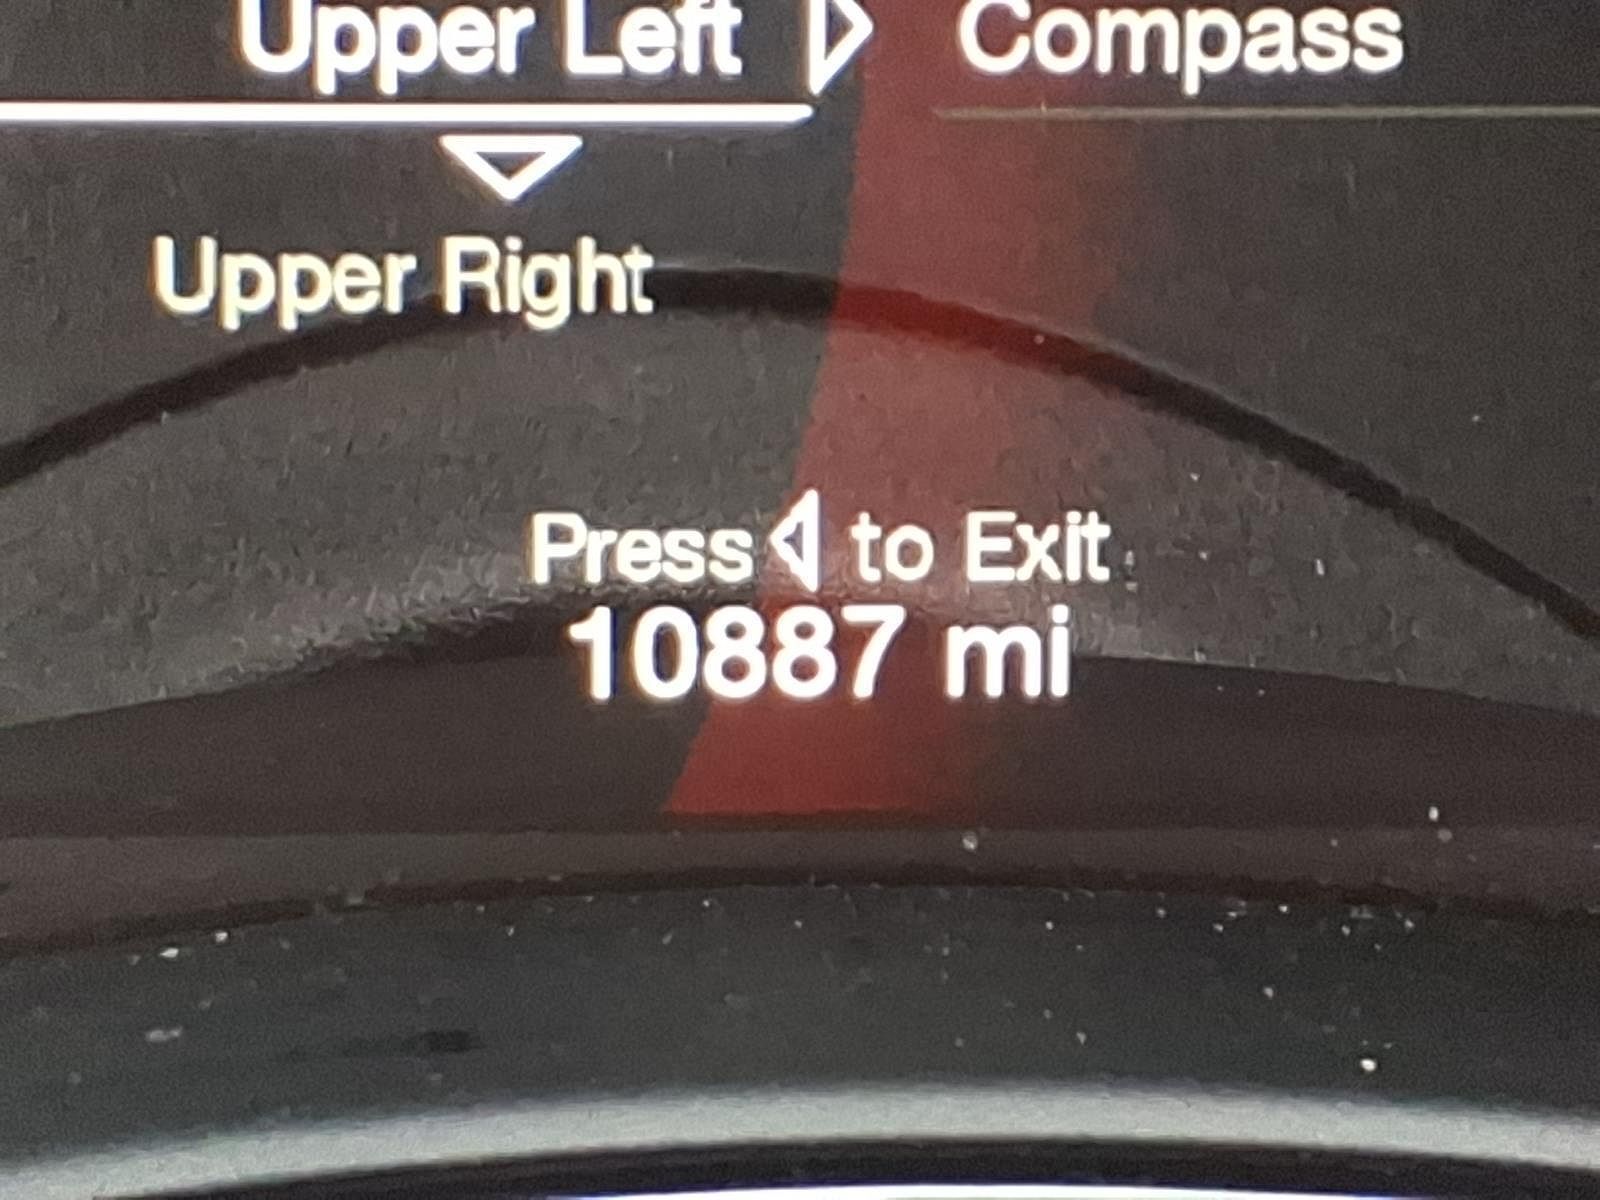 Upper Left Compass
Upper Right
Press to Exit
10887 mi